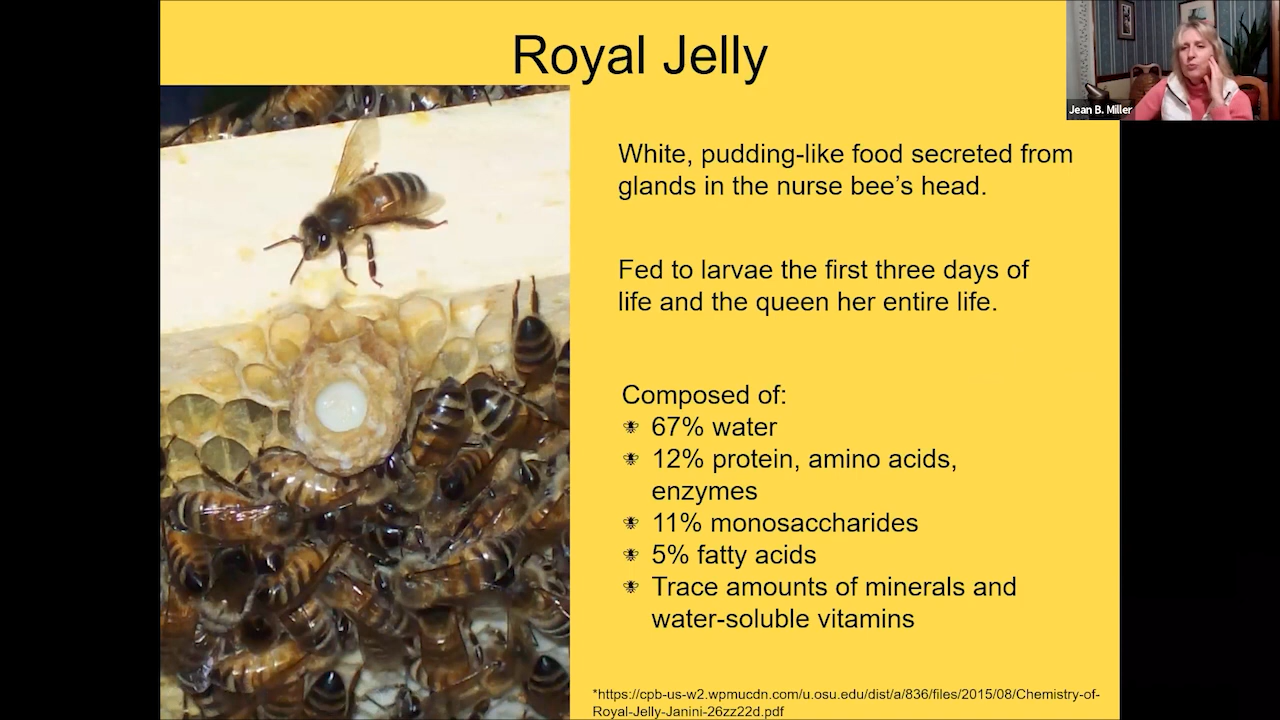 Royal Jelly
Jean B. Miller
White, pudding-like food secreted from
glands in the nurse bee's head.
Fed to larvae the first three days of
life and the queen her entire life.
Composed of:
67% water
12% protein, amino acids,
enzymes
11% monosaccharides
5% fatty acids
Trace amounts of minerals and
water-soluble vitamins
*https://cpb-us-w2.wpmucdn.com/u.osu.edu/dist/a/836/files/2015/08/Chemistry-of-
Royal-Jelly-Janini-26zz22d.pdf